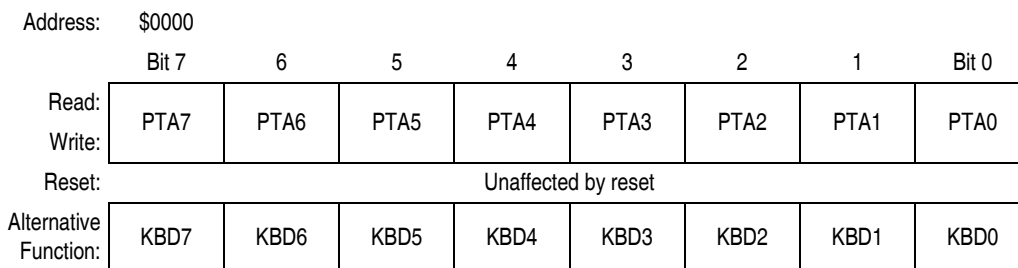 Address: $0000
Bit 7 6 5 4 3 2 1 Bit 0
Read:
Write:
PTA7 PTA6 PTA5 PTA4 PTA3 PTA2 PTA1 PTA0
Reset: Unaffected by reset
Alternative
Function:
KBD7 KBD6 KBD5 KBD4 KBD3 KBD2 KBD1 KBD0